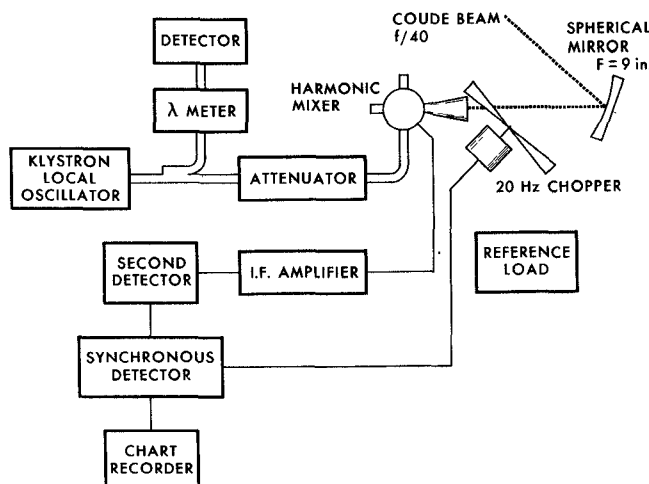 COUDE BEAM
f/40
SPHERICAL
MIRROR
F = 9 in
DETECTOR
HARMONIC
MIXER
λ METER
KLYSTRON
LOCAL
OSCILLATOR
ATTENUATOR
20 Hz CHOPPER
SECOND
DETECTOR
I.F. AMPLIFIER
REFERENCE
LOAD
SYNCHRONOUS
DETECTOR
CHART
RECORDER